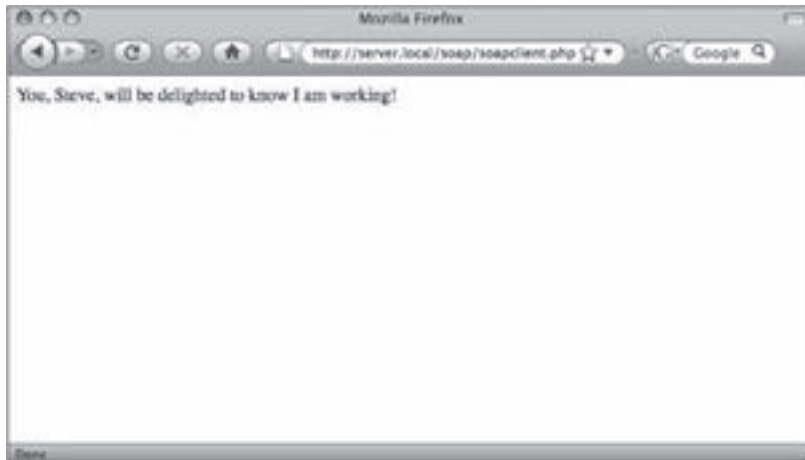 Mozilla Firefox
http://server.local/soap/soapclient.php
Google
You, Steve, will be delighted to know I am working!
Done